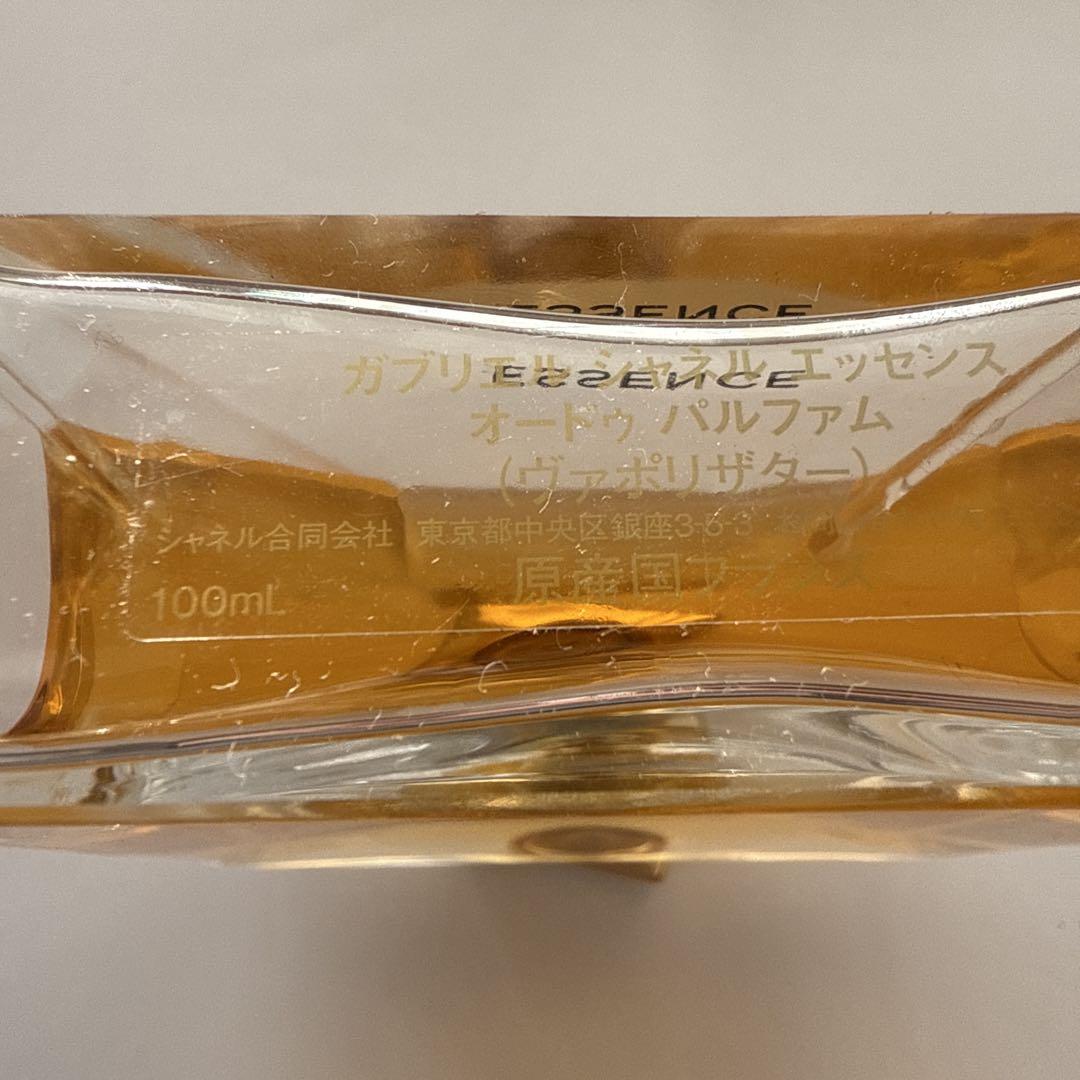 ESSENCE
ガブリエル シャネル エッセンス
ESSENCE
オードゥ パルファム
(ヴァポリザター)
シャネル合同会社 東京都中央区銀座3-5-3
原産国フランス
100mL